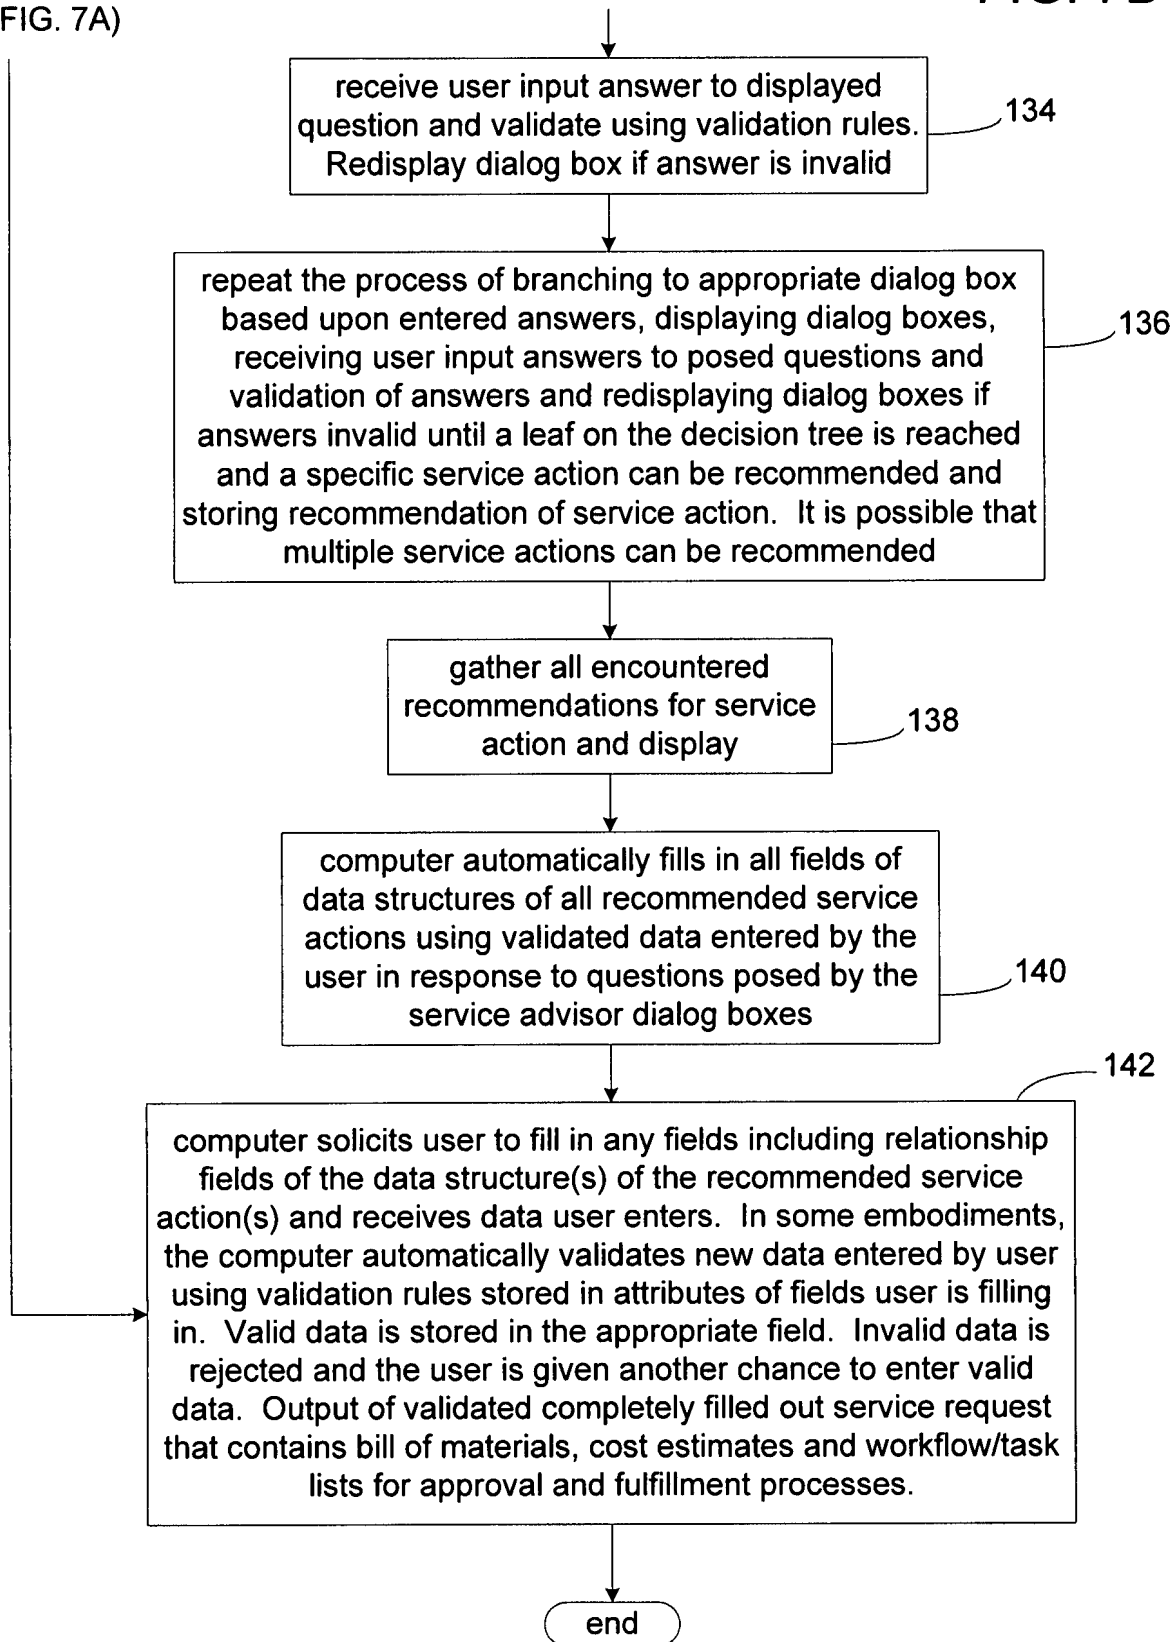 FIG. 7A)
receive user input answer to displayed
question and validate using validation rules.
Redisplay dialog box if answer is invalid
134
repeat the process of branching to appropriate dialog box
based upon entered answers, displaying dialog boxes,
receiving user input answers to posed questions and
validation of answers and redisplaying dialog boxes if
answers invalid until a leaf on the decision tree is reached
and a specific service action can be recommended and
storing recommendation of service action. It is possible that
multiple service actions can be recommended
136
gather all encountered
recommendations for service
action and display
138
computer automatically fills in all fields of
data structures of all recommended service
actions using validated data entered by the
user in response to questions posed by the
service advisor dialog boxes
140
142
computer solicits user to fill in any fields including relationship
fields of the data structure(s) of the recommended service
action(s) and receives data user enters. In some embodiments,
the computer automatically validates new data entered by user
using validation rules stored in attributes of fields user is filling
in. Valid data is stored in the appropriate field. Invalid data is
rejected and the user is given another chance to enter valid
data. Output of validated completely filled out service request
that contains bill of materials, cost estimates and workflow/task
lists for approval and fulfillment processes.
end